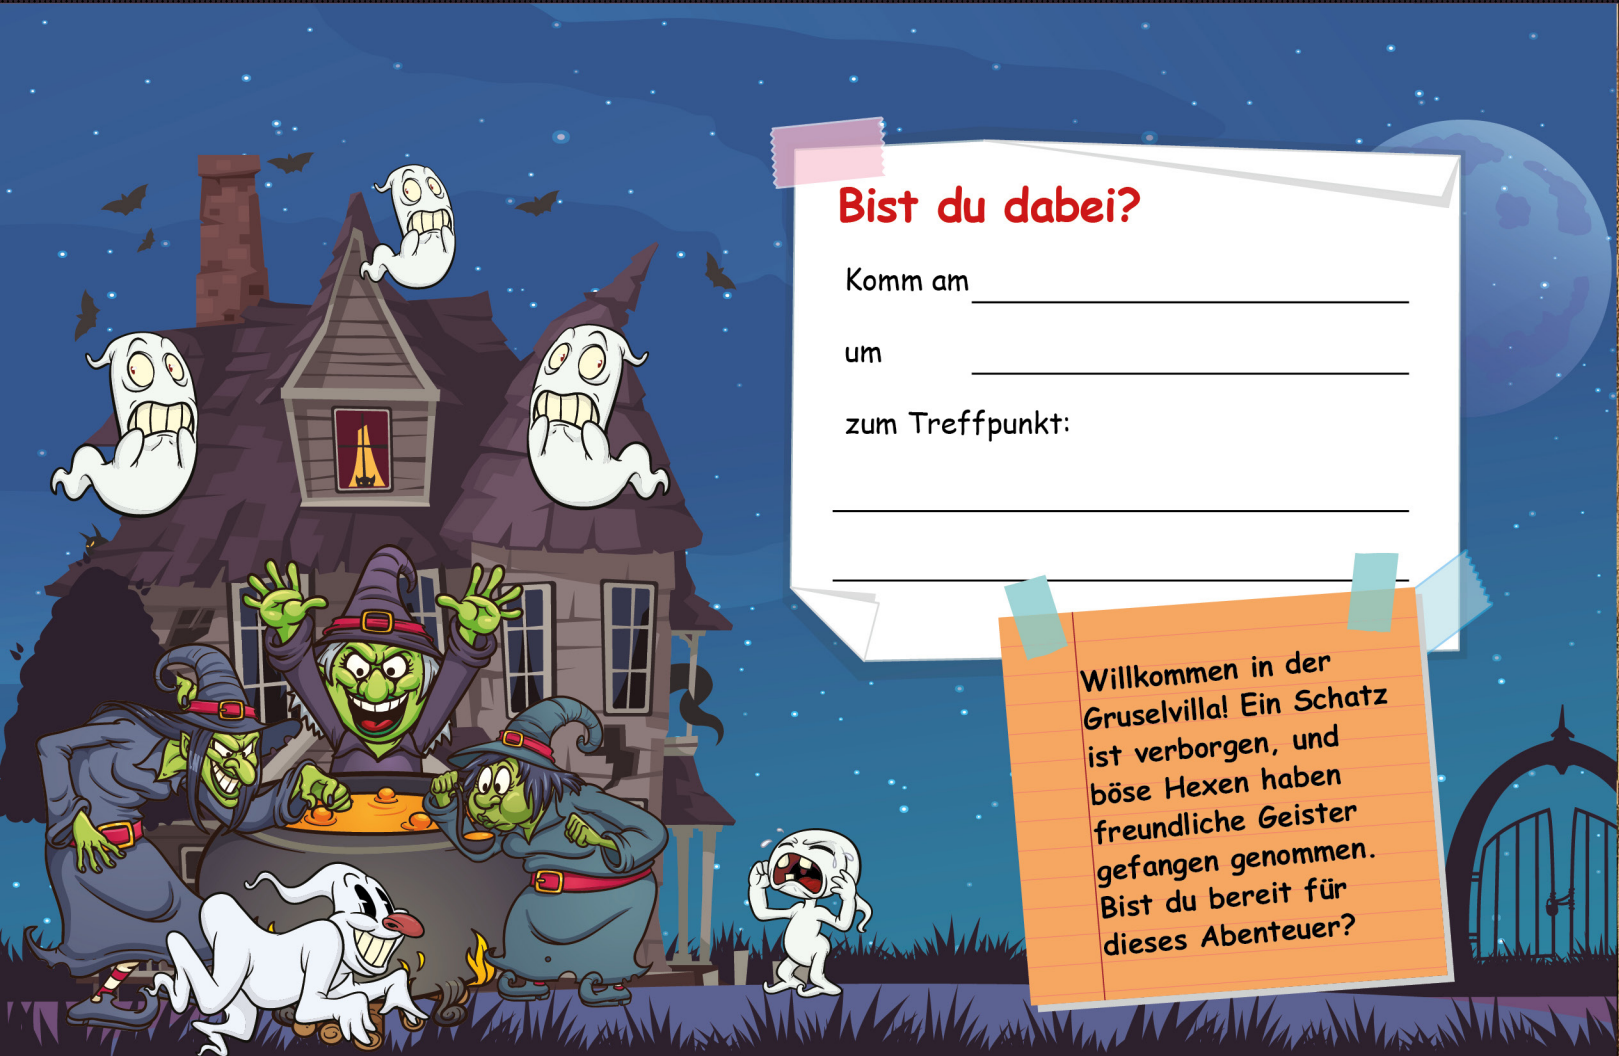 Bist du dabei?
Komm am
um
zum Treffpunkt:
Willkommen in der
Gruselvilla! Ein Schatz
ist verborgen, und
böse Hexen haben
freundliche Geister
gefangen genommen.
Bist du bereit für
dieses Abenteuer?